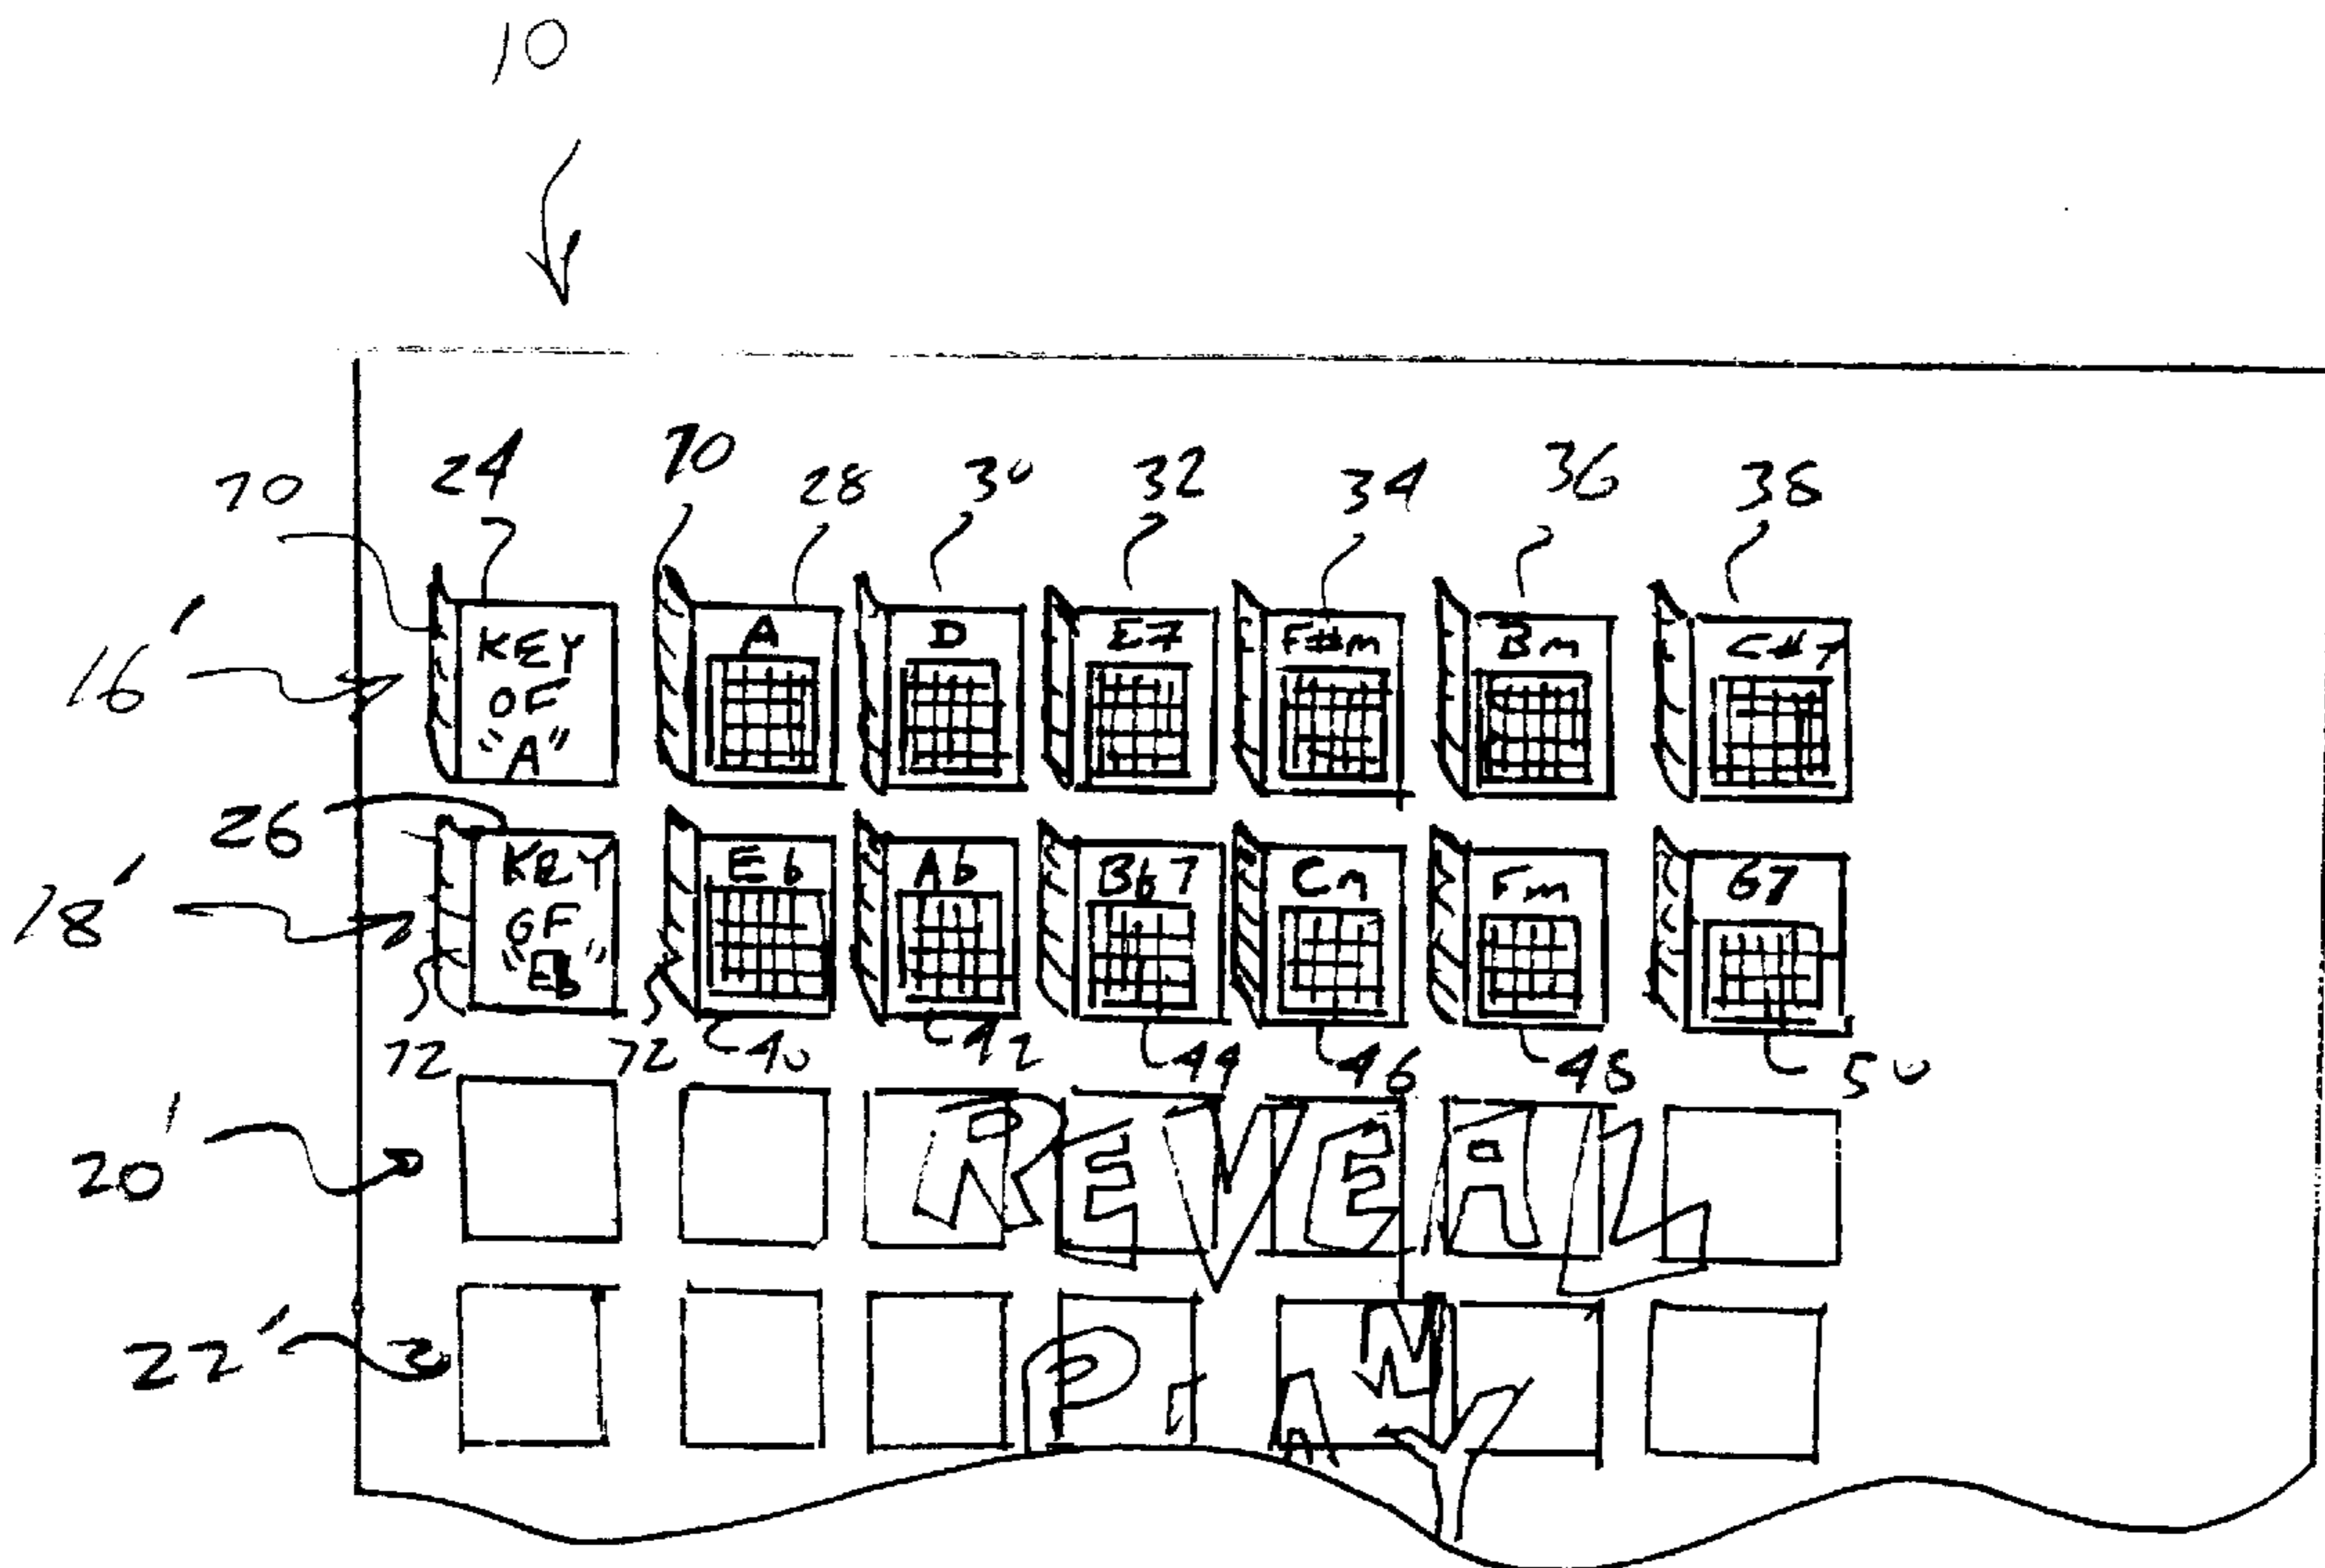 10
70 24 70 28 30 32 34 36 38
16' KEY OF "A" A D E7 F#m Bm C#7
26
18' KEY OF "Eb" Eb Ab Bb7 Cm Fm G7
72 72 40 42 44 46 48 50
20' REVEAL
22'